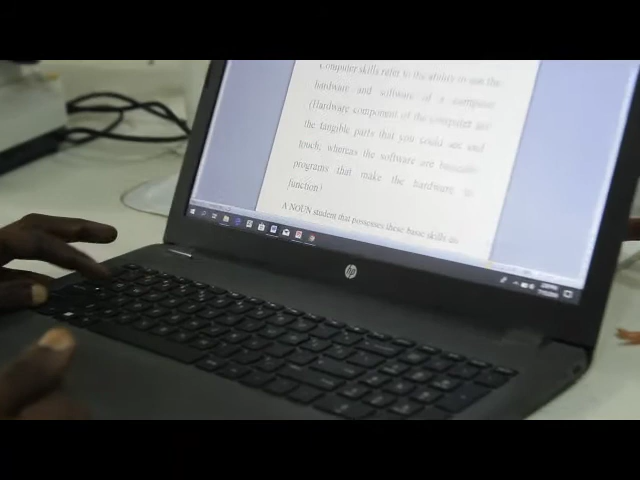 Computer skills refer to the ability to use the
hardware and software of a computer
(Hardware component of the computer are
the tangible parts that you could see and
touch, whereas the software are basically
programs that make the hardware to
function)
A NOUN student that possesses these basic skills as
hp